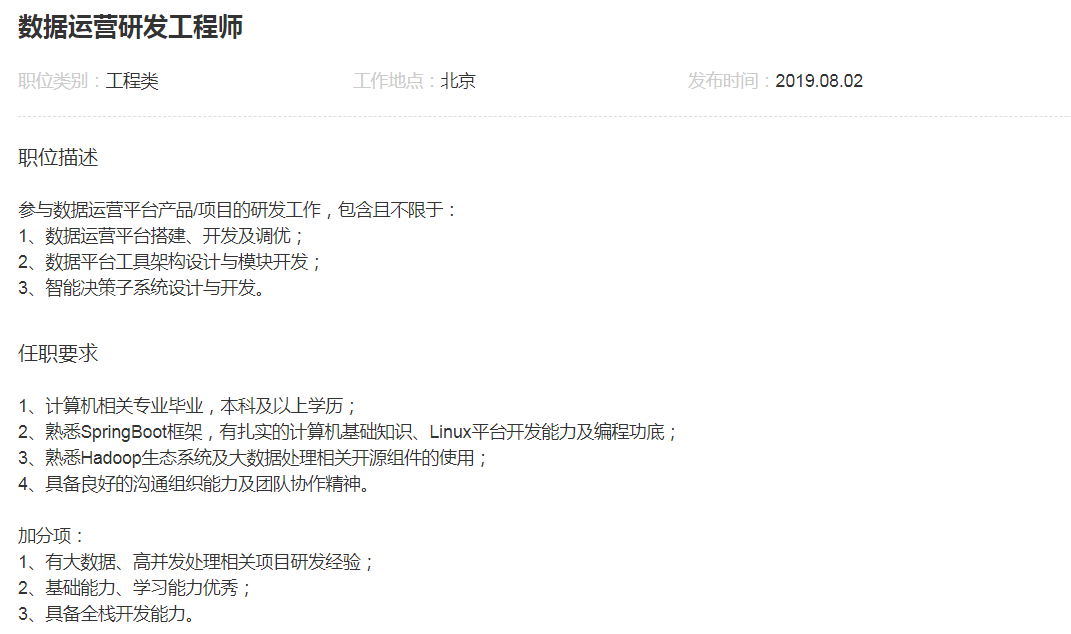 数据运营研发工程师
职位类别：工程类 工作地点：北京 发布时间：2019.08.02
职位描述
参与数据运营平台产品/项目的研发工作，包含且不限于：
1、数据运营平台搭建、开发及调优；
2、数据平台工具架构设计与模块开发；
3、智能决策子系统设计与开发。
任职要求
1、计算机相关专业毕业，本科及以上学历；
2、熟悉SpringBoot框架，有扎实的计算机基础知识、Linux平台开发能力及编程功底；
3、熟悉Hadoop生态系统及大数据处理相关开源组件的使用；
4、具备良好的沟通组织能力及团队协作精神。
加分项：
1、有大数据、高并发处理相关项目研发经验；
2、基础能力、学习能力优秀；
3、具备全栈开发能力。